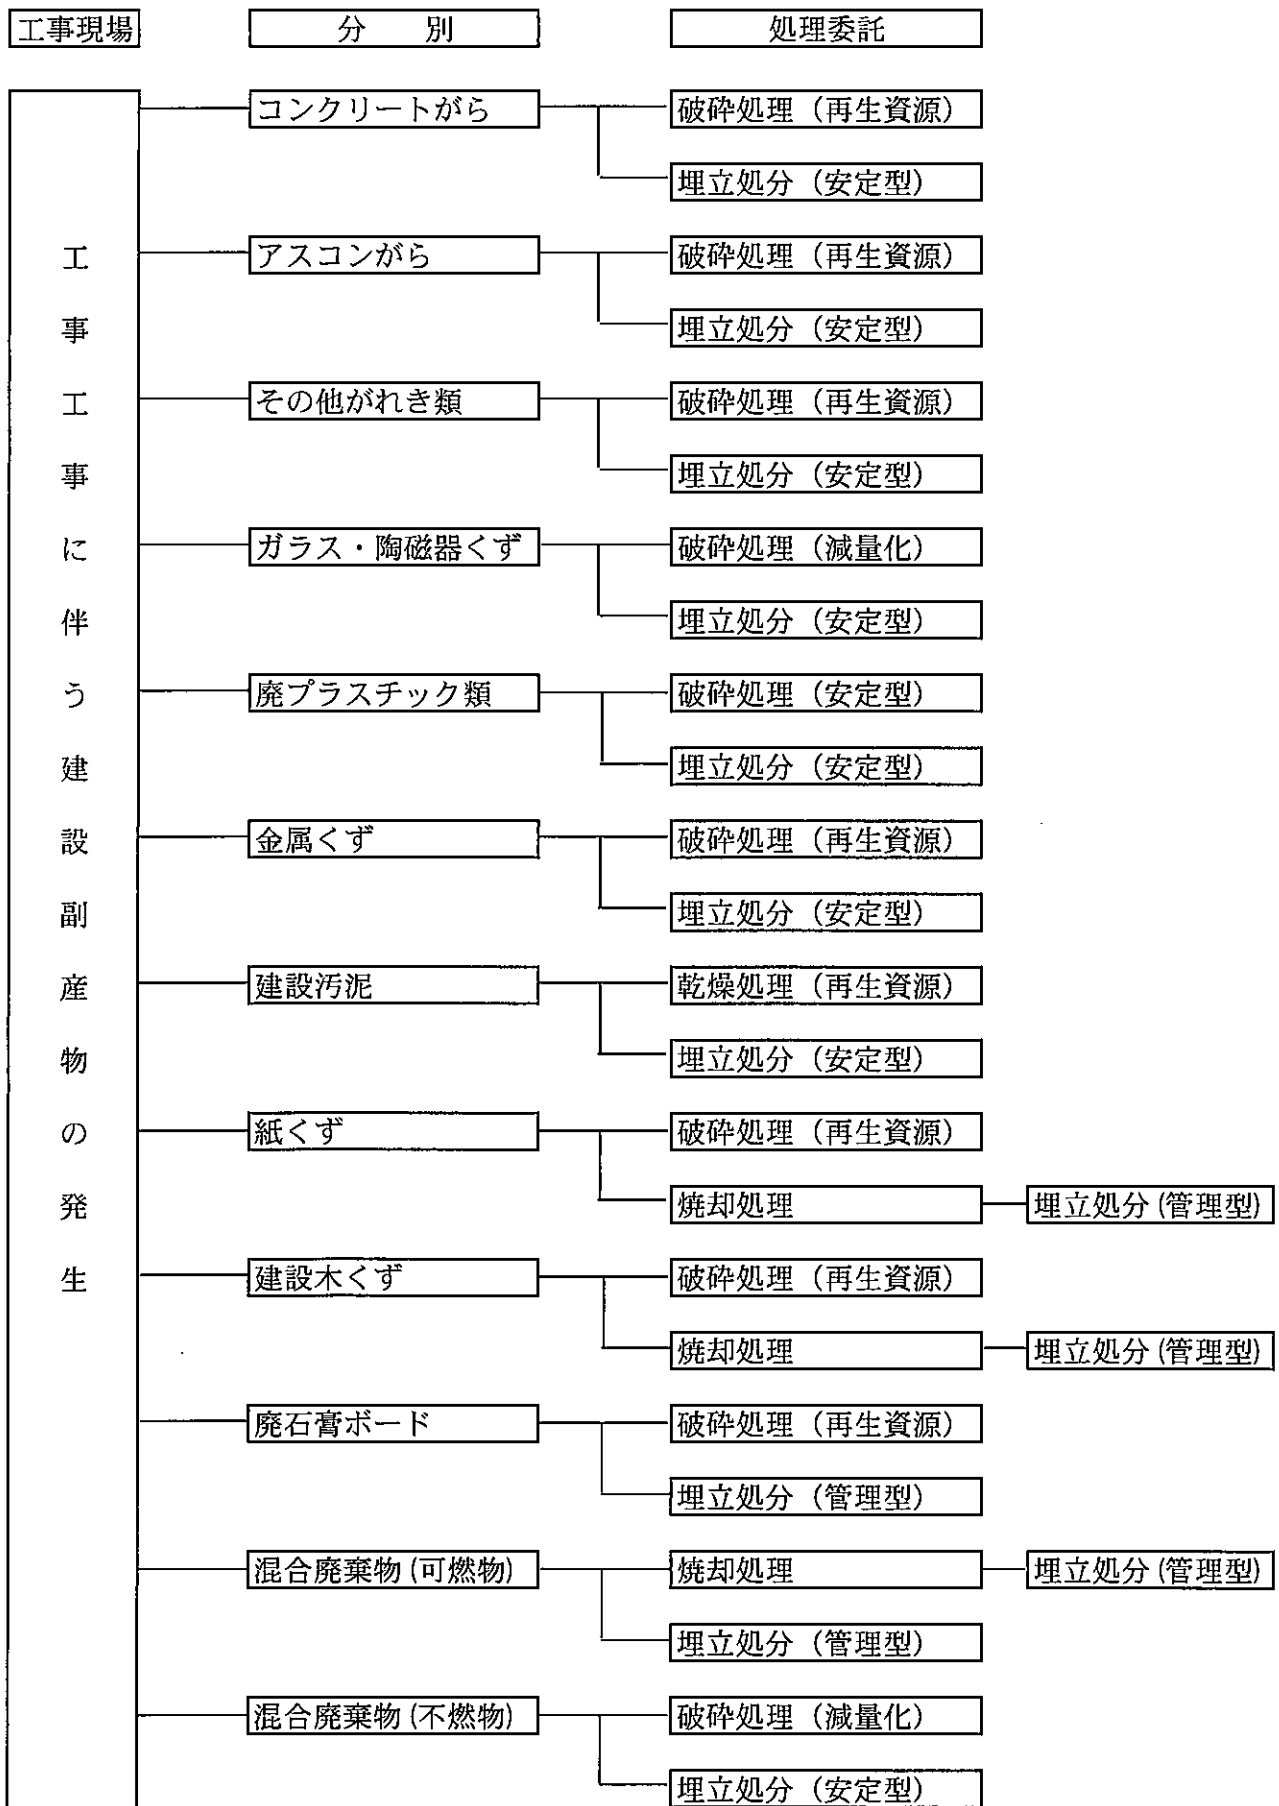 工事現場
分　　別
処理委託
工事工事に伴う建設副産物の発生
コンクリートがら
破砕処理（再生資源）
埋立処分（安定型）
アスコンがら
破砕処理（再生資源）
埋立処分（安定型）
その他がれき類
破砕処理（再生資源）
埋立処分（安定型）
ガラス・陶磁器くず
破砕処理（減量化）
埋立処分（安定型）
廃プラスチック類
破砕処理（安定型）
埋立処分（安定型）
金属くず
破砕処理（再生資源）
埋立処分（安定型）
建設汚泥
乾燥処理（再生資源）
埋立処分（安定型）
紙くず
破砕処理（再生資源）
焼却処理
埋立処分(管理型)
建設木くず
破砕処理（再生資源）
焼却処理
埋立処分(管理型)
廃石膏ボード
破砕処理（再生資源）
埋立処分（管理型）
混合廃棄物(可燃物)
焼却処理
埋立処分(管理型)
埋立処分（管理型）
混合廃棄物(不燃物)
破砕処理（減量化）
埋立処分（安定型）